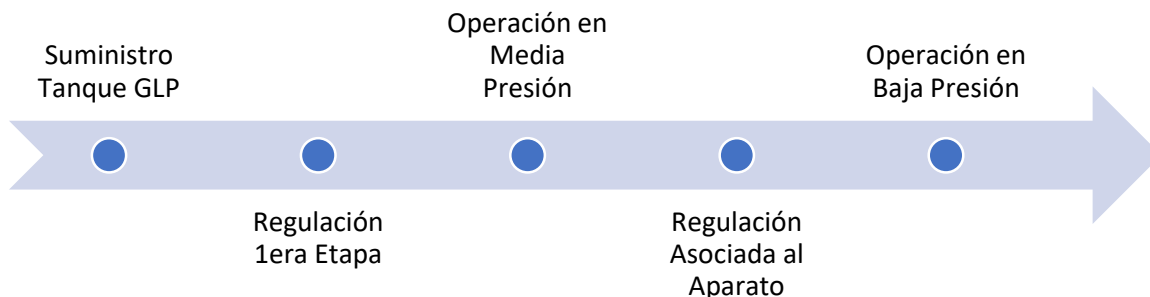 Suministro
Tanque GLP
Regulación
1era Etapa
Operación en
Media
Presión
Regulación
Asociada al
Aparato
Operación en
Baja Presión